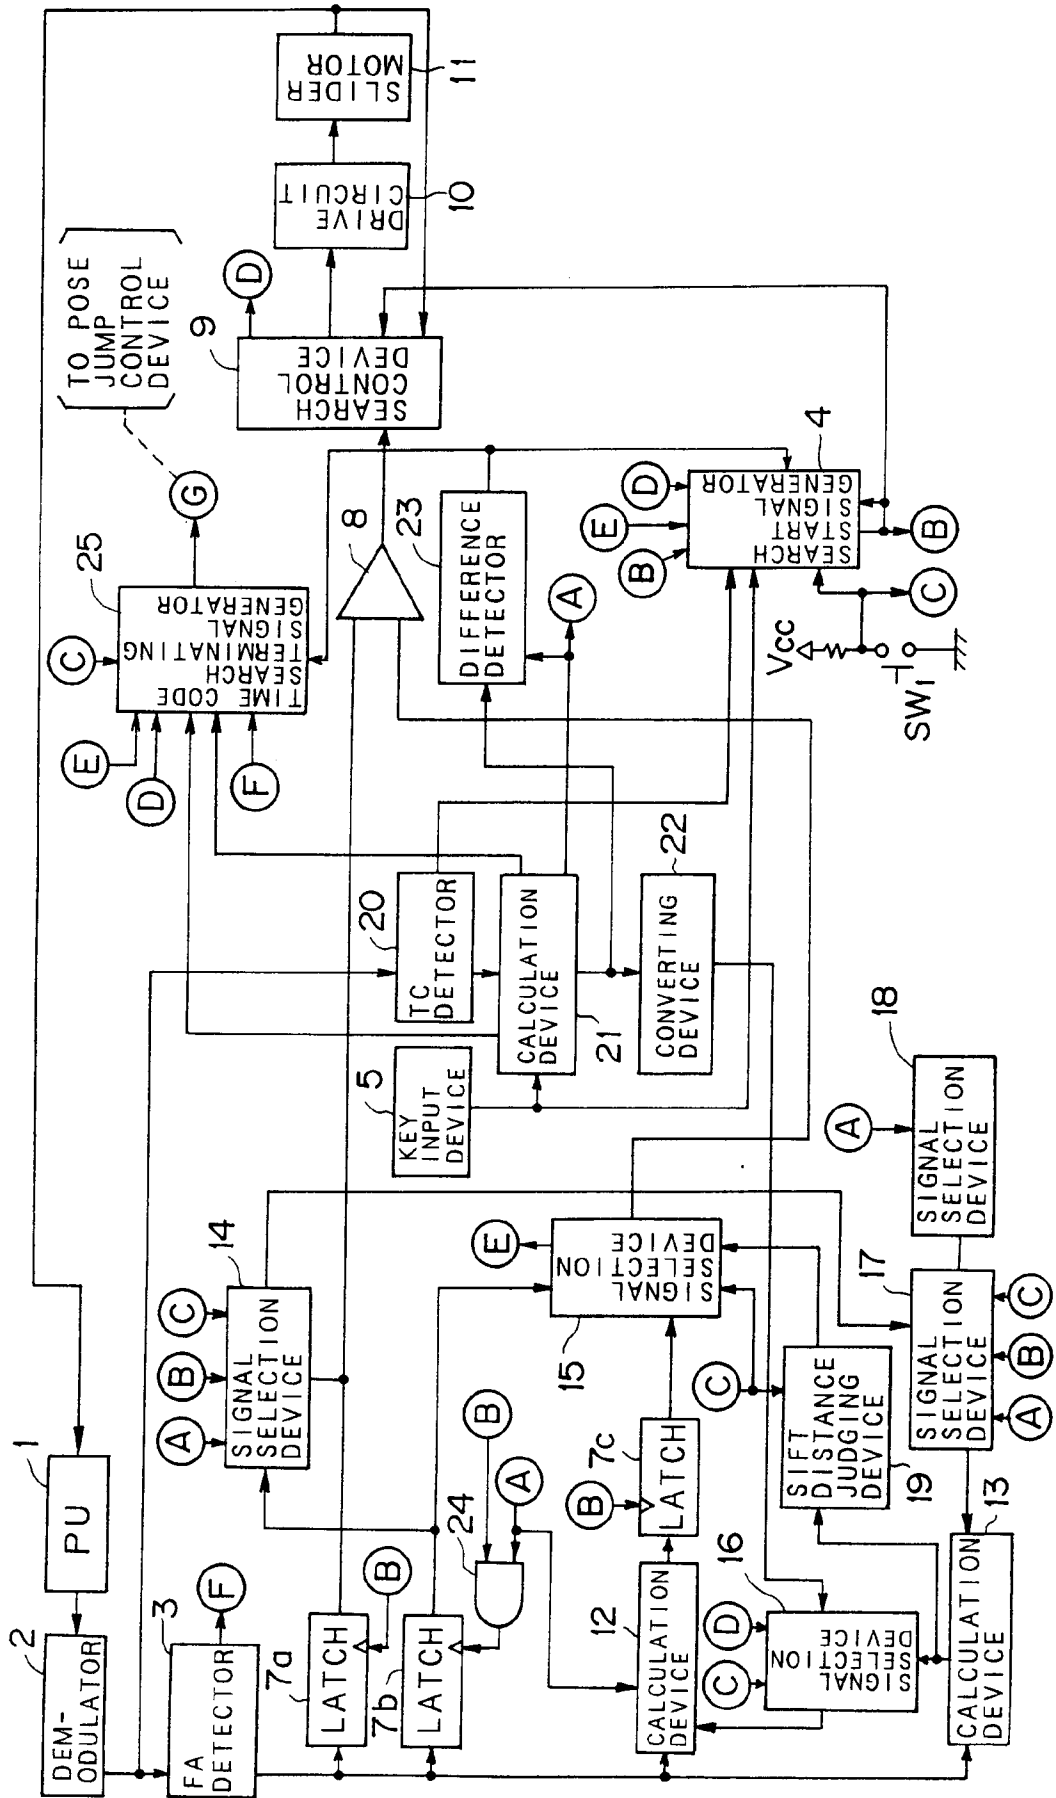 1
PU
2
DEM-
ODULATOR
3
FA
DETECTOR
F
7a
LATCH
B
7b
LATCH
24
B
A
14
A
B
C
SIGNAL
SELECTION
DEVICE
12
CALCULATION
DEVICE
7c
B
LATCH
15
SIGNAL
SELECTION
DEVICE
E
C
16
C
D
SIGNAL
SELECTION
DEVICE
19
SIFT
DISTANCE
JUDGING
DEVICE
13
CALCULATION
DEVICE
17
SIGNAL
SELECTION
DEVICE
A
B
C
18
A
SIGNAL
SELECTION
DEVICE
5
KEY
INPUT
DEVICE
20
TC
DETECTOR
21
CALCULATION
DEVICE
22
CONVERTING
DEVICE
23
DIFFERENCE
DETECTOR
A
8
25
TIME CODE
SEARCH
TERMINATING
SIGNAL
GENERATOR
C
E
D
F
G
TO POSE
JUMP
CONTROL
DEVICE
9
SEARCH
CONTROL
DEVICE
D
10
DRIVE
CIRCUIT
11
SLIDER
MOTOR
4
SEARCH
START
SIGNAL
GENERATOR
B
E
D
B
C
Vcc
SW1